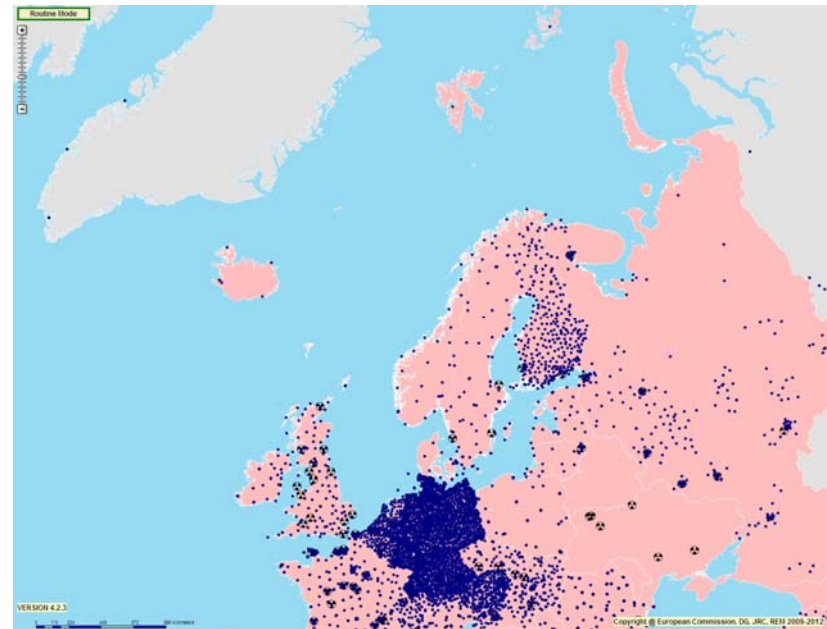 Routine Mode
VERSION 4.2.3
Copyright @ European Commission, DG, JRC, REM 2009-2012